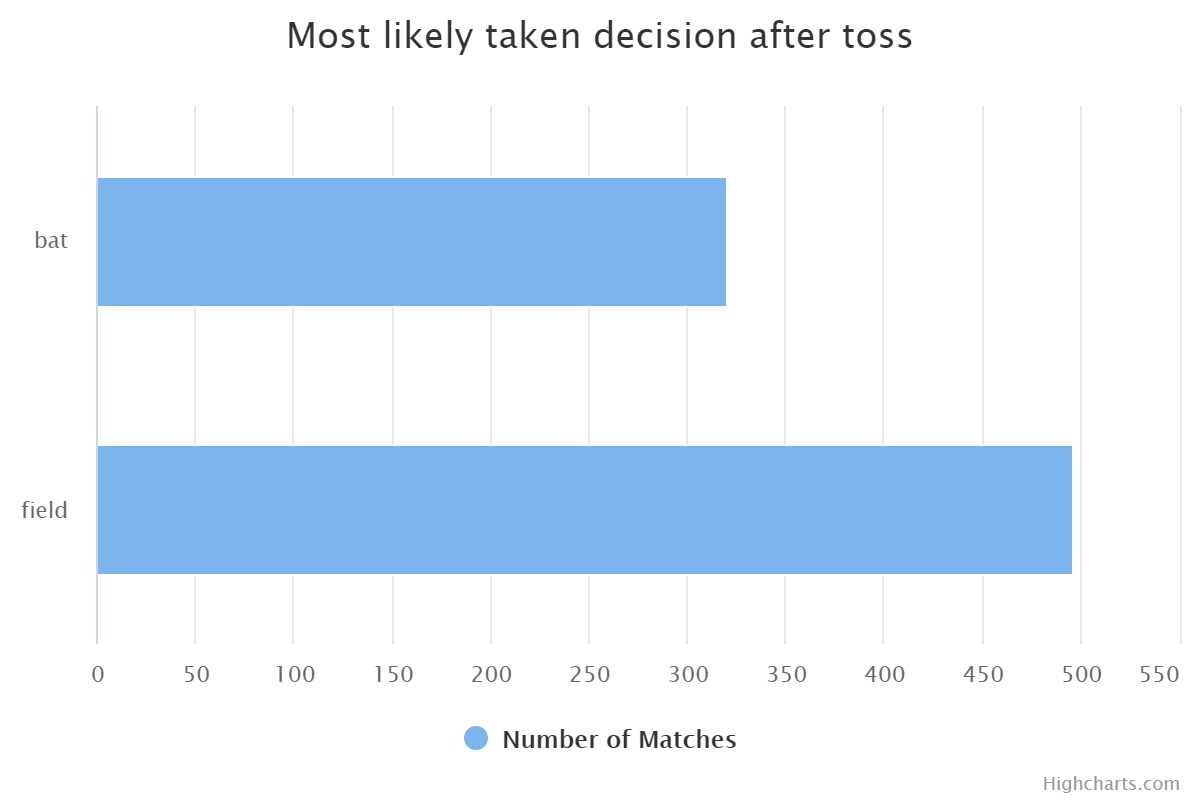 Most likely taken decision after toss
bat
field
0 50 100 150 200 250 300 350 400 450 500 550
Number of Matches
Highcharts.com